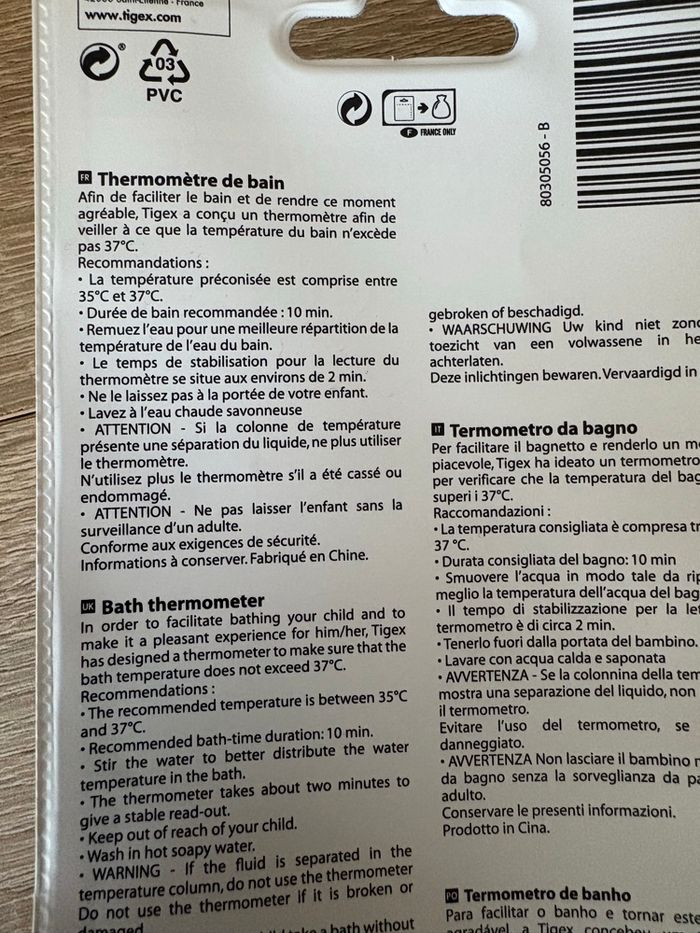 www.tigex.com
®
03
PVC
F FRANCE ONLY
80305056 - B
FR Thermomètre de bain
Afin de faciliter le bain et de rendre ce moment
agréable, Tigex a conçu un thermomètre afin de
veiller à ce que la température du bain n'excède
pas 37°C.
Recommandations :
• La température préconisée est comprise entre
35°C et 37°C.
• Durée de bain recommandée : 10 min.
• Remuez l'eau pour une meilleure répartition de la
température de l'eau du bain.
• Le temps de stabilisation pour la lecture du
thermomètre se situe aux environs de 2 min.
• Ne le laissez pas à la portée de votre enfant.
• Lavez à l'eau chaude savonneuse
• ATTENTION - Si la colonne de température
présente une séparation du liquide, ne plus utiliser
le thermomètre.
N'utilisez plus le thermomètre s'il a été cassé ou
endommagé.
• ATTENTION - Ne pas laisser l'enfant sans la
surveillance d'un adulte.
Conforme aux exigences de sécurité.
Informations à conserver. Fabriqué en Chine.
UK Bath thermometer
In order to facilitate bathing your child and to
make it a pleasant experience for him/her, Tigex
has designed a thermometer to make sure that the
bath temperature does not exceed 37°C.
Recommendations :
• The recommended temperature is between 35°C
and 37°C.
• Recommended bath-time duration: 10 min.
• Stir the water to better distribute the water
temperature in the bath.
• The thermometer takes about two minutes to
give a stable read-out.
• Keep out of reach of your child.
• Wash in hot soapy water.
• WARNING - If the fluid is separated in the
temperature column, do not use the thermometer
Do not use the thermometer if it is broken or
damaged
take a bath without
gebroken of beschadigd.
• WAARSCHUWING Uw kind niet zond
toezicht van een volwassene in he
achterlaten.
Deze inlichtingen bewaren. Vervaardigd in
IT Termometro da bagno
Per facilitare il bagnetto e renderlo un m
piacevole, Tigex ha ideato un termometro
per verificare che la temperatura del bag
superi i 37°C.
Raccomandazioni :
• La temperatura consigliata è compresa tr
37 °C.
• Durata consigliata del bagno: 10 min
• Smuovere l'acqua in modo tale da rip
meglio la temperatura dell'acqua del bag
• Il tempo di stabilizzazione per la let
termometro è di circa 2 min.
• Tenerlo fuori dalla portata del bambino.
• Lavare con acqua calda e saponata
• AVVERTENZA - Se la colonnina della tem
mostra una separazione del liquido, non
il termometro.
Evitare l'uso del termometro, se
danneggiato.
• AVVERTENZA Non lasciare il bambino n
da bagno senza la sorveglianza da pa
adulto.
Conservare le presenti informazioni.
Prodotto in Cina.
PO Termometro de banho
Para facilitar o banho e tornar este
agradável a Tigex concebeu